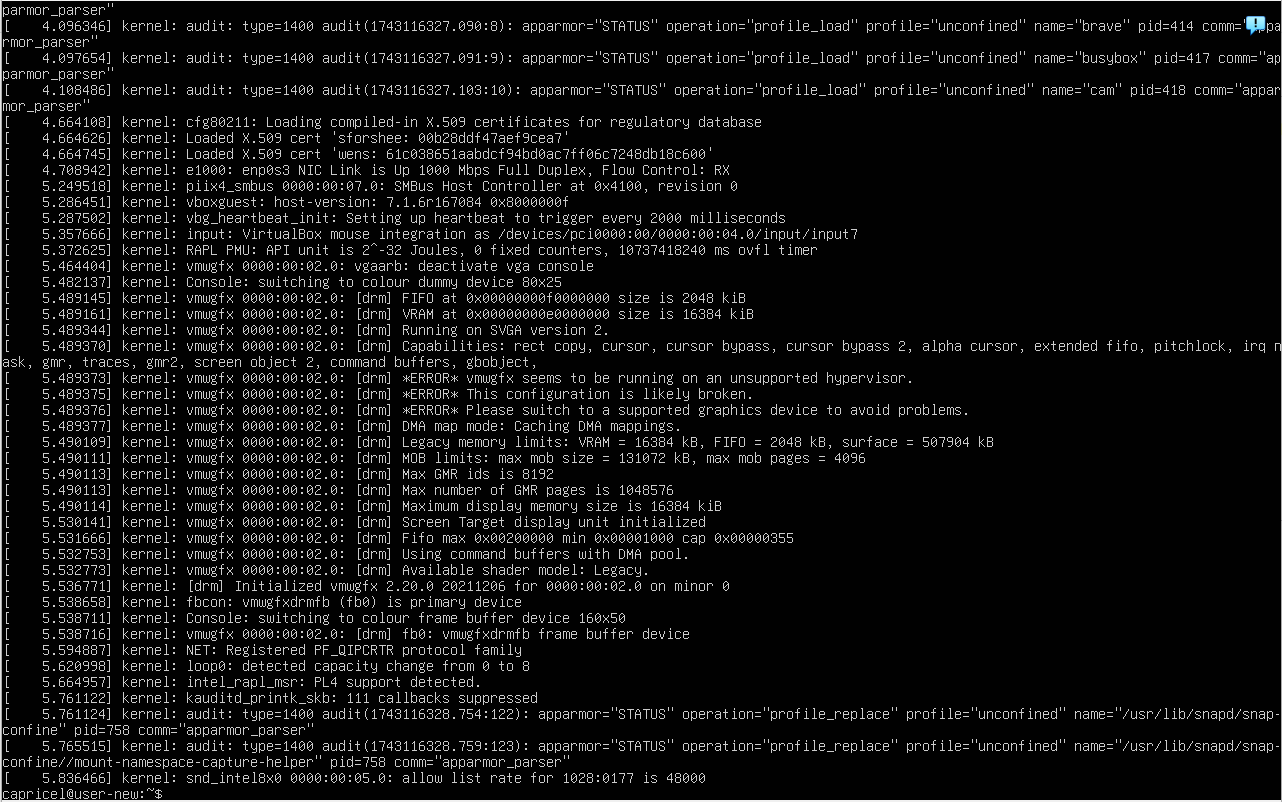 parmor_parser"
[    4.096346] kernel: audit: type=1400 audit(1743116327.090:8): apparmor="STATUS" operation="profile_load" profile="unconfined" name="brave" pid=414 comm="appa
rmor_parser"
[    4.097654] kernel: audit: type=1400 audit(1743116327.091:9): apparmor="STATUS" operation="profile_load" profile="unconfined" name="busybox" pid=417 comm="ap
parmor_parser"
[    4.108486] kernel: audit: type=1400 audit(1743116327.103:10): apparmor="STATUS" operation="profile_load" profile="unconfined" name="cam" pid=418 comm="appar
mor_parser"
[    4.664108] kernel: cfg80211: Loading compiled-in X.509 certificates for regulatory database
[    4.664626] kernel: Loaded X.509 cert 'sforshee: 00b28ddf47aef9cea7'
[    4.664745] kernel: Loaded X.509 cert 'wens: 61c038651aabdcf94bd0ac7ff06c7248db18c600'
[    4.708942] kernel: e1000: enp0s3 NIC Link is Up 1000 Mbps Full Duplex, Flow Control: RX
[    5.249518] kernel: piix4_smbus 0000:00:07.0: SMBus Host Controller at 0x4100, revision 0
[    5.286451] kernel: vboxguest: host-version: 7.1.6r167084 0x8000000f
[    5.287502] kernel: vbg_heartbeat_init: Setting up heartbeat to trigger every 2000 milliseconds
[    5.357666] kernel: input: VirtualBox mouse integration as /devices/pci0000:00/0000:00:04.0/input/input7
[    5.372625] kernel: RAPL PMU: API unit is 2^-32 Joules, 0 fixed counters, 10737418240 ms ovfl timer
[    5.464404] kernel: vmwgfx 0000:00:02.0: vgaarb: deactivate vga console
[    5.482137] kernel: Console: switching to colour dummy device 80x25
[    5.489145] kernel: vmwgfx 0000:00:02.0: [drm] FIFO at 0x00000000f0000000 size is 2048 kiB
[    5.489161] kernel: vmwgfx 0000:00:02.0: [drm] VRAM at 0x00000000e0000000 size is 16384 kiB
[    5.489344] kernel: vmwgfx 0000:00:02.0: [drm] Running on SVGA version 2.
[    5.489370] kernel: vmwgfx 0000:00:02.0: [drm] Capabilities: rect copy, cursor, cursor bypass, cursor bypass 2, alpha cursor, extended fifo, pitchlock, irq m
ask, gmr, traces, gmr2, screen object 2, command buffers, gbobject,
[    5.489373] kernel: vmwgfx 0000:00:02.0: [drm] *ERROR* vmwgfx seems to be running on an unsupported hypervisor.
[    5.489375] kernel: vmwgfx 0000:00:02.0: [drm] *ERROR* This configuration is likely broken.
[    5.489376] kernel: vmwgfx 0000:00:02.0: [drm] *ERROR* Please switch to a supported graphics device to avoid problems.
[    5.489377] kernel: vmwgfx 0000:00:02.0: [drm] DMA map mode: Caching DMA mappings.
[    5.490109] kernel: vmwgfx 0000:00:02.0: [drm] Legacy memory limits: VRAM = 16384 kB, FIFO = 2048 kB, surface = 507904 kB
[    5.490111] kernel: vmwgfx 0000:00:02.0: [drm] MOB limits: max mob size = 131072 kB, max mob pages = 4096
[    5.490113] kernel: vmwgfx 0000:00:02.0: [drm] Max GMR ids is 8192
[    5.490113] kernel: vmwgfx 0000:00:02.0: [drm] Max number of GMR pages is 1048576
[    5.490114] kernel: vmwgfx 0000:00:02.0: [drm] Maximum display memory size is 16384 kiB
[    5.530141] kernel: vmwgfx 0000:00:02.0: [drm] Screen Target display unit initialized
[    5.531666] kernel: vmwgfx 0000:00:02.0: [drm] Fifo max 0x00200000 min 0x00001000 cap 0x00000355
[    5.532753] kernel: vmwgfx 0000:00:02.0: [drm] Using command buffers with DMA pool.
[    5.532773] kernel: vmwgfx 0000:00:02.0: [drm] Available shader model: Legacy.
[    5.536771] kernel: [drm] Initialized vmwgfx 2.20.0 20211206 for 0000:00:02.0 on minor 0
[    5.538658] kernel: fbcon: vmwgfxdrmfb (fb0) is primary device
[    5.538711] kernel: Console: switching to colour frame buffer device 160x50
[    5.538716] kernel: vmwgfx 0000:00:02.0: [drm] fb0: vmwgfxdrmfb frame buffer device
[    5.594887] kernel: NET: Registered PF_QIPCRTR protocol family
[    5.620998] kernel: loop0: detected capacity change from 0 to 8
[    5.664957] kernel: intel_rapl_msr: PL4 support detected.
[    5.761122] kernel: kauditd_printk_skb: 111 callbacks suppressed
[    5.761124] kernel: audit: type=1400 audit(1743116328.754:122): apparmor="STATUS" operation="profile_replace" profile="unconfined" name="/usr/lib/snapd/snap-
confine" pid=758 comm="apparmor_parser"
[    5.765515] kernel: audit: type=1400 audit(1743116328.759:123): apparmor="STATUS" operation="profile_replace" profile="unconfined" name="/usr/lib/snapd/snap-
confine//mount-namespace-capture-helper" pid=758 comm="apparmor_parser"
[    5.836466] kernel: snd_intel8x0 0000:00:05.0: allow list rate for 1028:0177 is 48000
capricel@user-new:~$